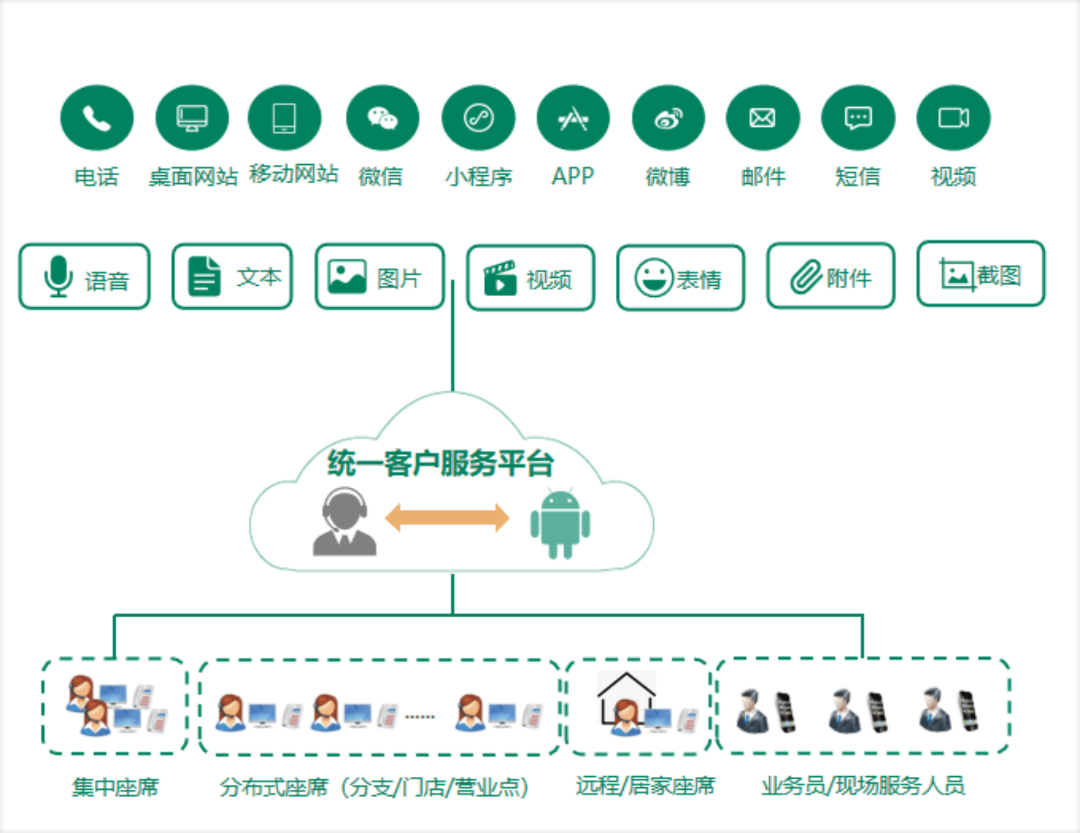 电话 桌面网站 移动网站 微信 小程序 APP 微博 邮件 短信 视频
语音 文本 图片 视频 表情 附件 截图
统一客户服务平台
......
集中座席 分布式座席（分支/门店/营业点） 远程/居家座席 业务员/现场服务人员